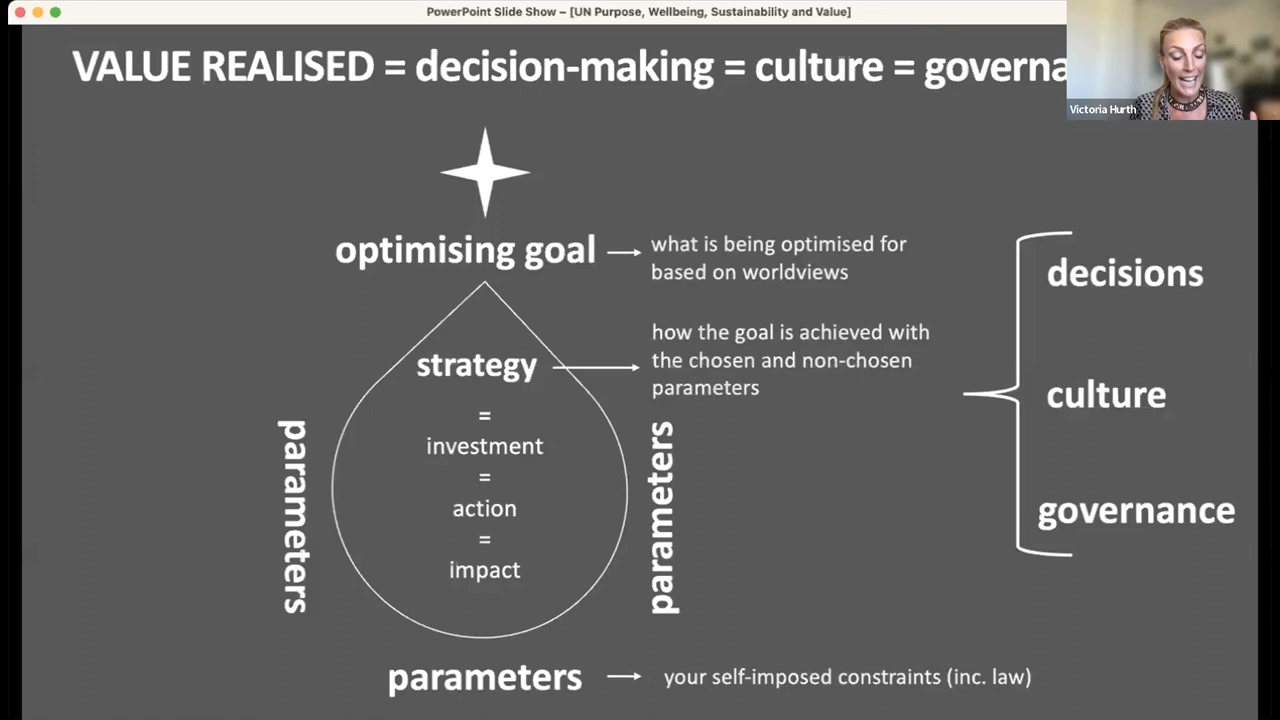 PowerPoint Slide Show – [UN Purpose, Wellbeing, Sustainability and Value]
VALUE REALISED = decision-making = culture = governa
Victoria Hurth
optimising goal
what is being optimised for
based on worldviews
strategy
how the goal is achieved with
the chosen and non-chosen
parameters
=
investment
=
action
=
impact
parameters
parameters
decisions
culture
governance
parameters
your self-imposed constraints (inc. law)